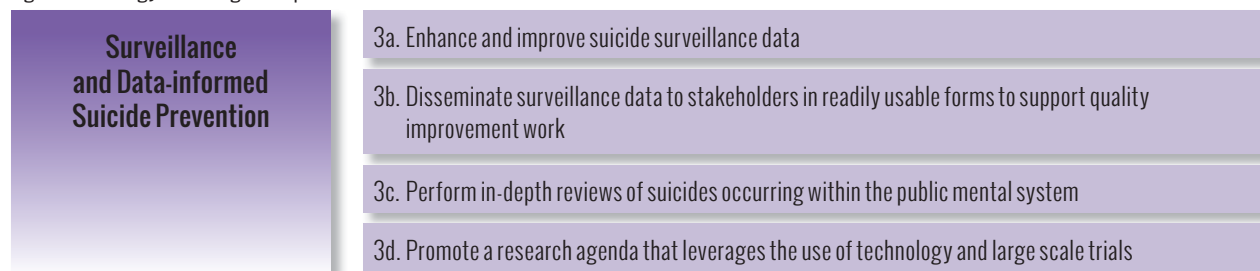 Surveillance
and Data-informed
Suicide Prevention
3a. Enhance and improve suicide surveillance data
3b. Disseminate surveillance data to stakeholders in readily usable forms to support quality
improvement work
3c. Perform in-depth reviews of suicides occurring within the public mental system
3d. Promote a research agenda that leverages the use of technology and large scale trials